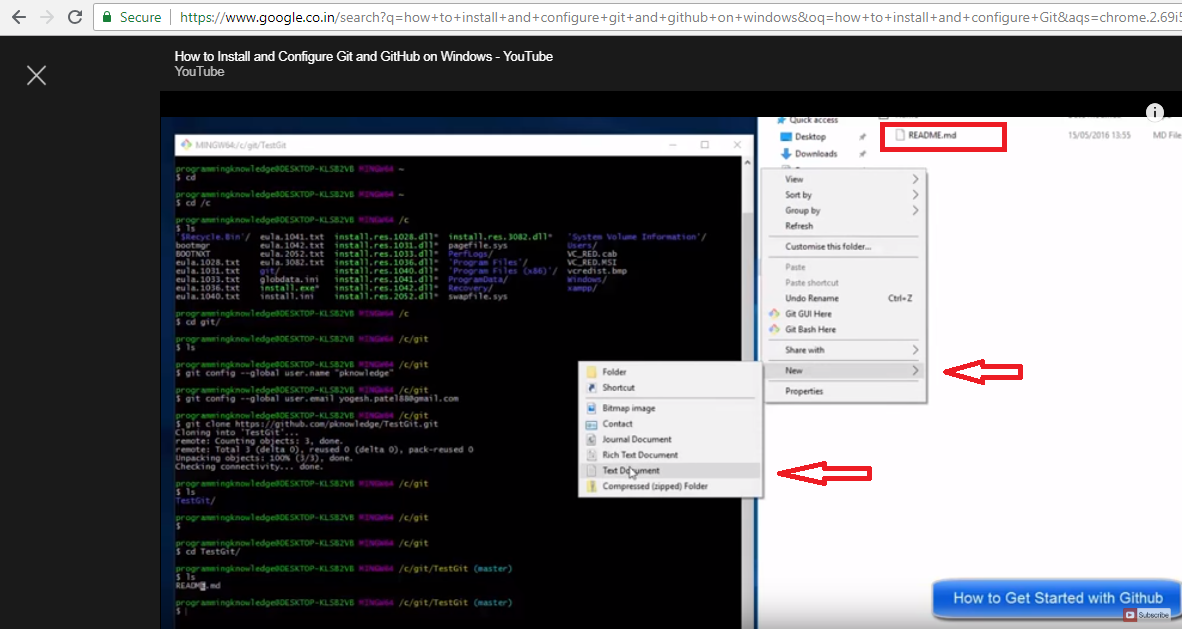 Secure | https://www.google.co.in/search?q=how+to+install+and+configure+git+and+github+on+windows&oq=how+to+install+and+configure+Git&aqs=chrome.2.69i5
How to Install and Configure Git and GitHub on Windows - YouTube
YouTube
MINGW64:/c/git/TestGit
programmingknowledge@DESKTOP-KLSB2VB MINGW64 ~
$ cd
programmingknowledge@DESKTOP-KLSB2VB MINGW64 ~
$ cd /c
programmingknowledge@DESKTOP-KLSB2VB MINGW64 /c
$ ls
'$Recycle.Bin'/ eula.1041.txt install.res.1028.dll* install.res.3082.dll* 'System Volume Information'/
bootmgr eula.1042.txt install.res.1031.dll* pagefile.sys Users/
BOOTNXT eula.2052.txt install.res.1033.dll* PerfLogs/ VC_RED.cab
eula.1028.txt eula.3082.txt install.res.1036.dll* 'Program Files'/ VC_RED.MSI
eula.1031.txt git/ install.res.1040.dll* 'Program Files (x86)'/ vcredist.bmp
eula.1033.txt globdata.ini install.res.1041.dll* ProgramData/ Windows/
eula.1036.txt install.exe* install.res.1042.dll* Recovery/ xampp/
eula.1040.txt install.ini install.res.2052.dll* swapfile.sys
programmingknowledge@DESKTOP-KLSB2VB MINGW64 /c
$ cd git/
programmingknowledge@DESKTOP-KLSB2VB MINGW64 /c/git
$ ls
programmingknowledge@DESKTOP-KLSB2VB MINGW64 /c/git
$ git config --global user.name "pknowledge"
programmingknowledge@DESKTOP-KLSB2VB MINGW64 /c/git
$ git config --global user.email yogesh.patel88@gmail.com
programmingknowledge@DESKTOP-KLSB2VB MINGW64 /c/git
$ git clone https://github.com/pknowledge/TestGit.git
Cloning into 'TestGit'...
remote: Counting objects: 3, done.
remote: Total 3 (delta 0), reused 0 (delta 0), pack-reused 0
Unpacking objects: 100% (3/3), done.
Checking connectivity... done.
programmingknowledge@DESKTOP-KLSB2VB MINGW64 /c/git
$ ls
TestGit/
programmingknowledge@DESKTOP-KLSB2VB MINGW64 /c/git
$
programmingknowledge@DESKTOP-KLSB2VB MINGW64 /c/git
$ cd TestGit/
programmingknowledge@DESKTOP-KLSB2VB MINGW64 /c/git/TestGit (master)
$ ls
README.md
programmingknowledge@DESKTOP-KLSB2VB MINGW64 /c/git/TestGit (master)
$
Quick access
Desktop
Downloads
README.md 15/05/2016 13:55 MD File
View
Sort by
Group by
Refresh
Customise this folder...
Paste
Paste shortcut
Undo Rename Ctrl+Z
Git GUI Here
Git Bash Here
Share with
New
Properties
Folder
Shortcut
Bitmap image
Contact
Journal Document
Rich Text Document
Text Document
Compressed (zipped) Folder
How to Get Started with Github
Subscribe